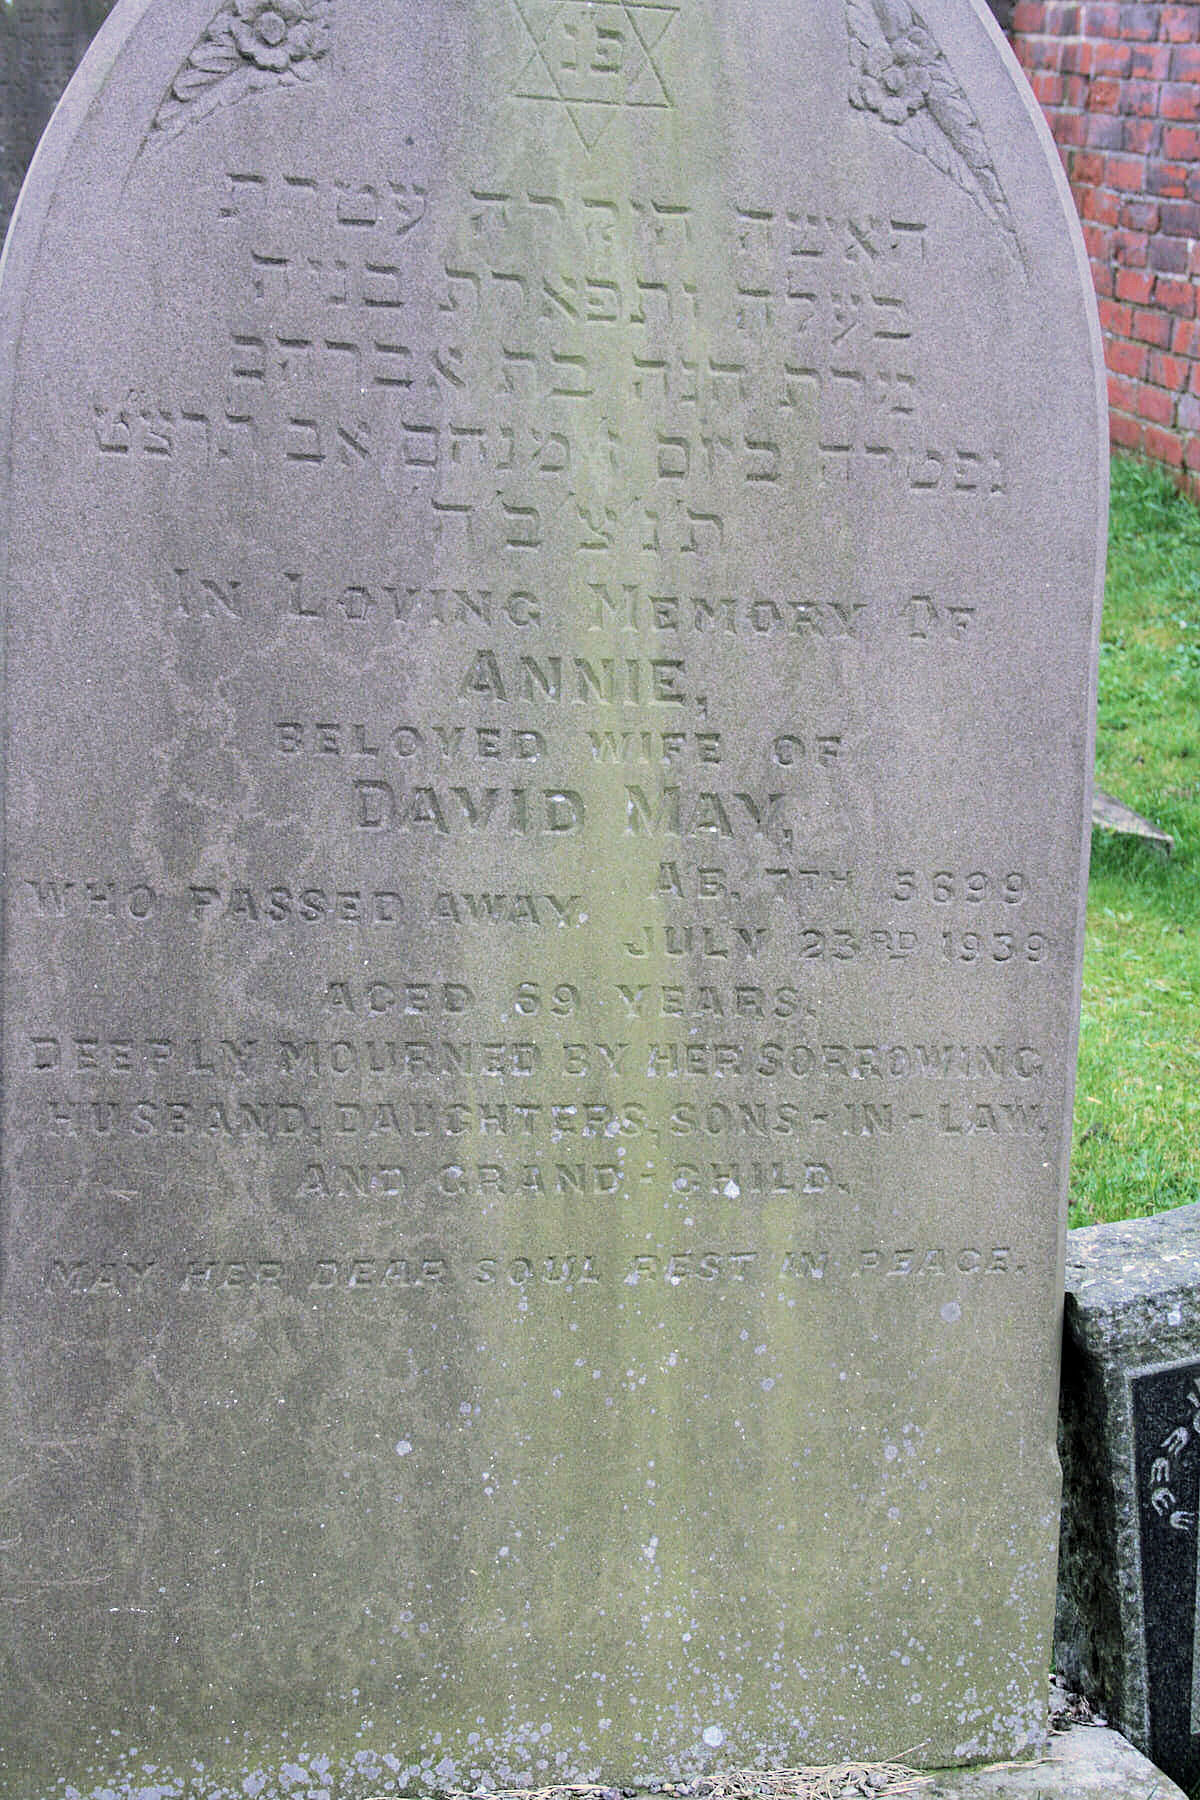 פנ
האשה היקרה עטרת
בעלה ותפארת בניה
מרת חנה בת אברהם
נפטרה ביום ז' מנחם אב תרצט
ת'נ'צ'ב'ה'
IN LOVING MEMORY OF
ANNIE,
BELOVED WIFE OF
DAVID MAY,
WHO PASSED AWAY AB. 7TH 5699
JULY 23RD 1939
AGED 69 YEARS.
DEEPLY MOURNED BY HER SORROWING
HUSBAND, DAUGHTERS, SONS-IN-LAW,
AND GRAND-CHILD.
MAY HER DEAR SOUL REST IN PEACE.